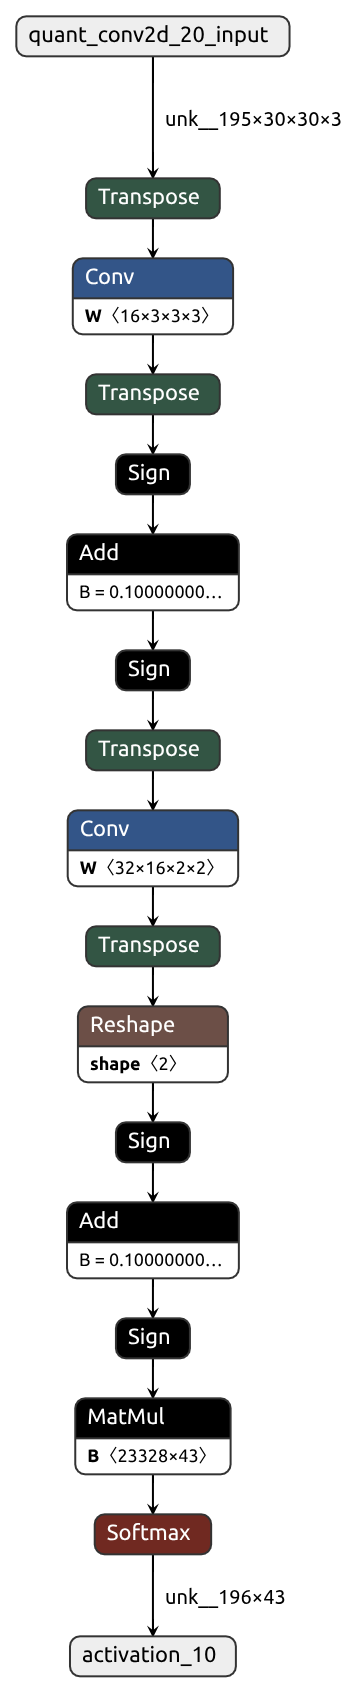 quant_conv2d_20_input
unk__195×30×30×3
Transpose
Conv
W〈16×3×3×3〉
Transpose
Sign
Add
B = 0.10000000…
Sign
Transpose
Conv
W〈32×16×2×2〉
Transpose
Reshape
shape〈2〉
Sign
Add
B = 0.10000000…
Sign
MatMul
B〈23328×43〉
Softmax
unk__196×43
activation_10